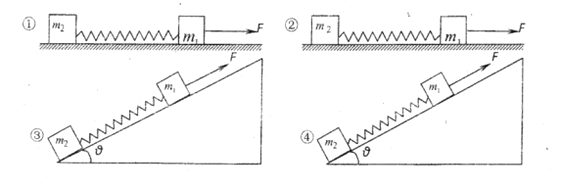 ① m₂ m₁ F
② m₂ m₁ F
③ m₂ m₁ F θ
④ m₂ m₁ F θ